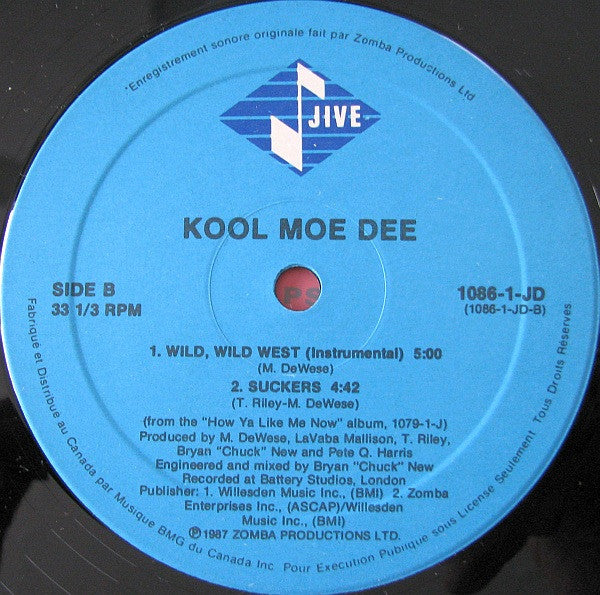 *Enregistrement sonore originale fait par Zomba Productions Ltd
JIVE
KOOL MOE DEE
SIDE B
33 1/3 RPM
PS
1086-1-JD
(1086-1-JD-B)
1. WILD, WILD WEST (Instrumental) 5:00
(M. DeWese)
2. SUCKERS 4:42
(T. Riley-M. DeWese)
(from the "How Ya Like Me Now" album, 1079-1-J)
Produced by M. DeWese, LaVaba Mallison, T. Riley,
Bryan "Chuck" New and Pete Q. Harris
Engineered and mixed by Bryan "Chuck" New
Recorded at Battery Studios, London
Publisher: 1. Willesden Music Inc., (BMI) 2. Zomba
Enterprises Inc., (ASCAP)/Willesden
Music Inc., (BMI)
℗1987 ZOMBA PRODUCTIONS LTD.
Fabriqué et Distribue au Canada par Musique BMG du Canada Inc. Pour Execution Publique sous License Seulement Tous Droits Reserves